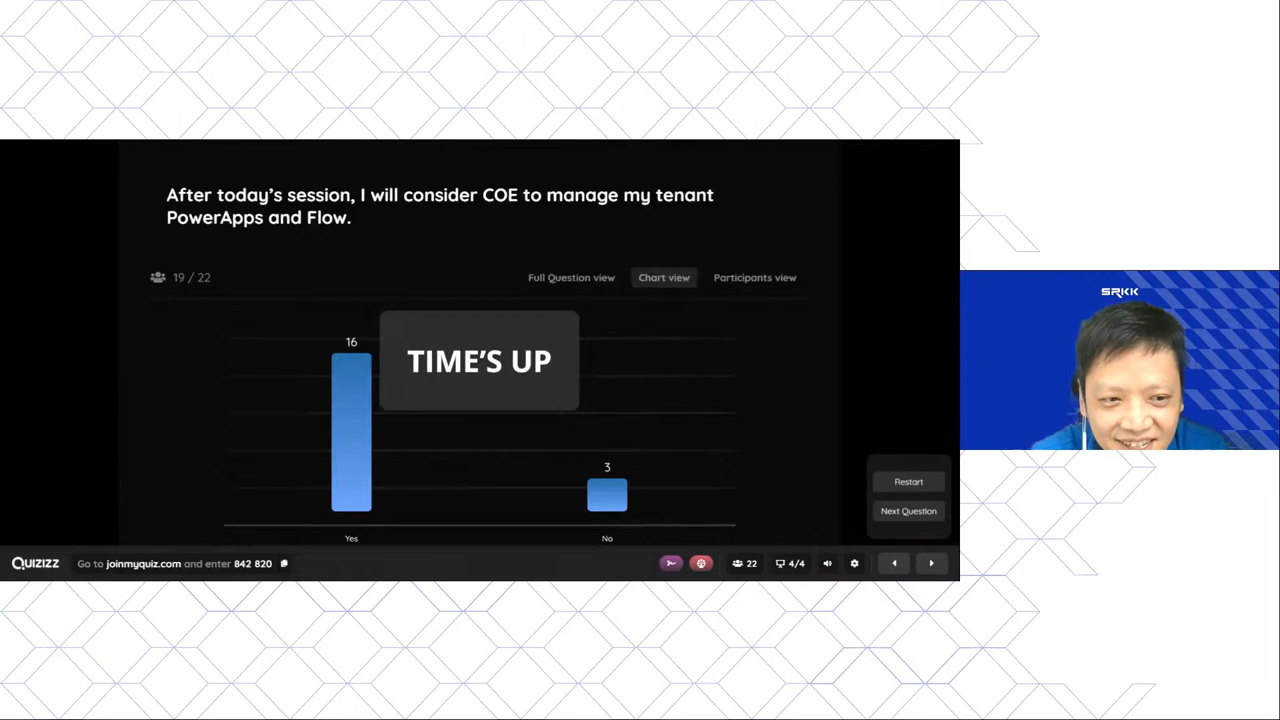 After today's session, I will consider COE to manage my tenant
PowerApps and Flow.
19 / 22
Full Question view
Chart view
Participants view
SRKK
16
TIME'S UP
3
Restart
Next Question
Yes
No
QUIZIZZ
Go to joinmyquiz.com and enter 842 820
22
4/4